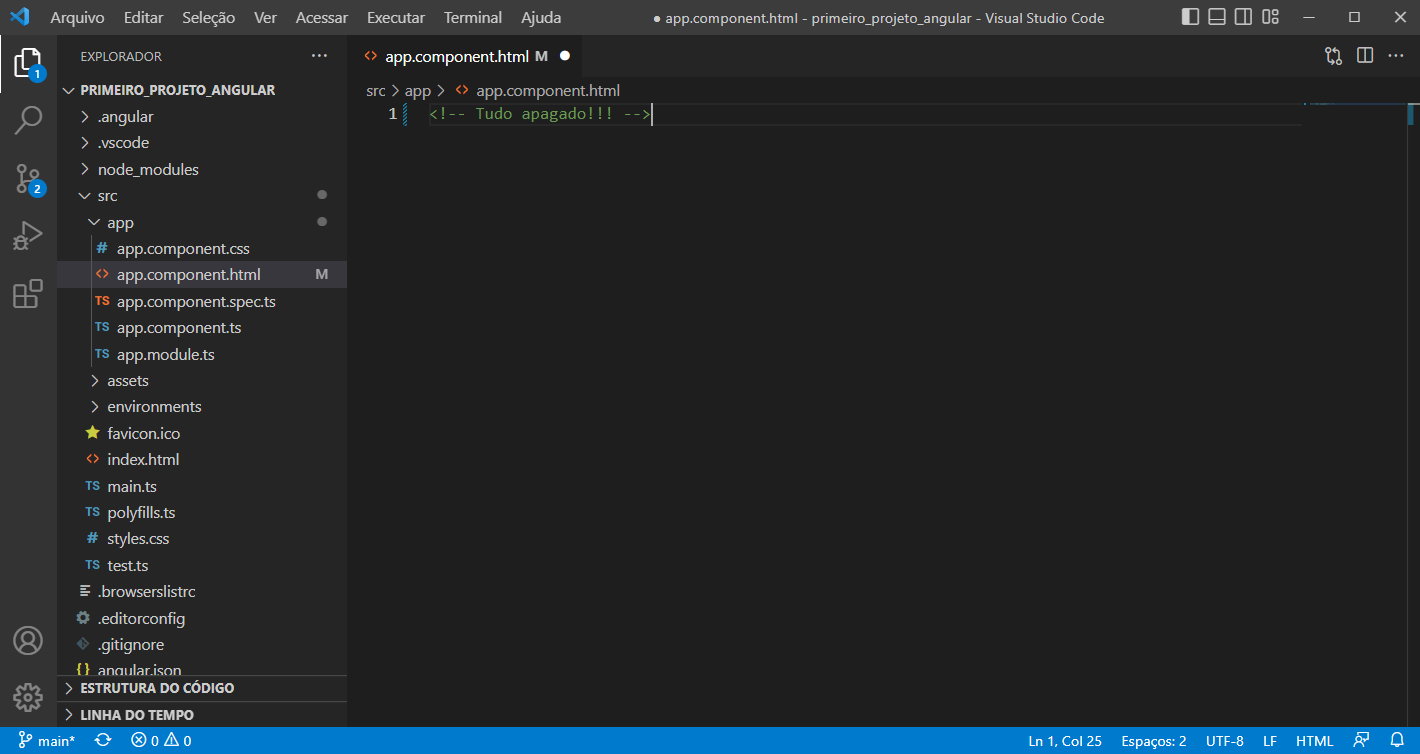 Arquivo Editar Seleção Ver Acessar Executar Terminal Ajuda ● app.component.html - primeiro_projeto_angular - Visual Studio Code
EXPLORADOR ···
1
2
PRIMEIRO_PROJETO_ANGULAR
.angular
.vscode
node_modules
src
app
# app.component.css
<> app.component.html M
TS app.component.spec.ts
TS app.component.ts
TS app.module.ts
assets
environments
favicon.ico
<> index.html
TS main.ts
TS polyfills.ts
# styles.css
TS test.ts
.browserslistrc
.editorconfig
.gitignore
{} angular.json
ESTRUTURA DO CÓDIGO
LINHA DO TEMPO
<> app.component.html M ●
src > app > <> app.component.html
1 <!-- Tudo apagado!!! -->
main* 0 0 Ln 1, Col 25 Espaços: 2 UTF-8 LF HTML